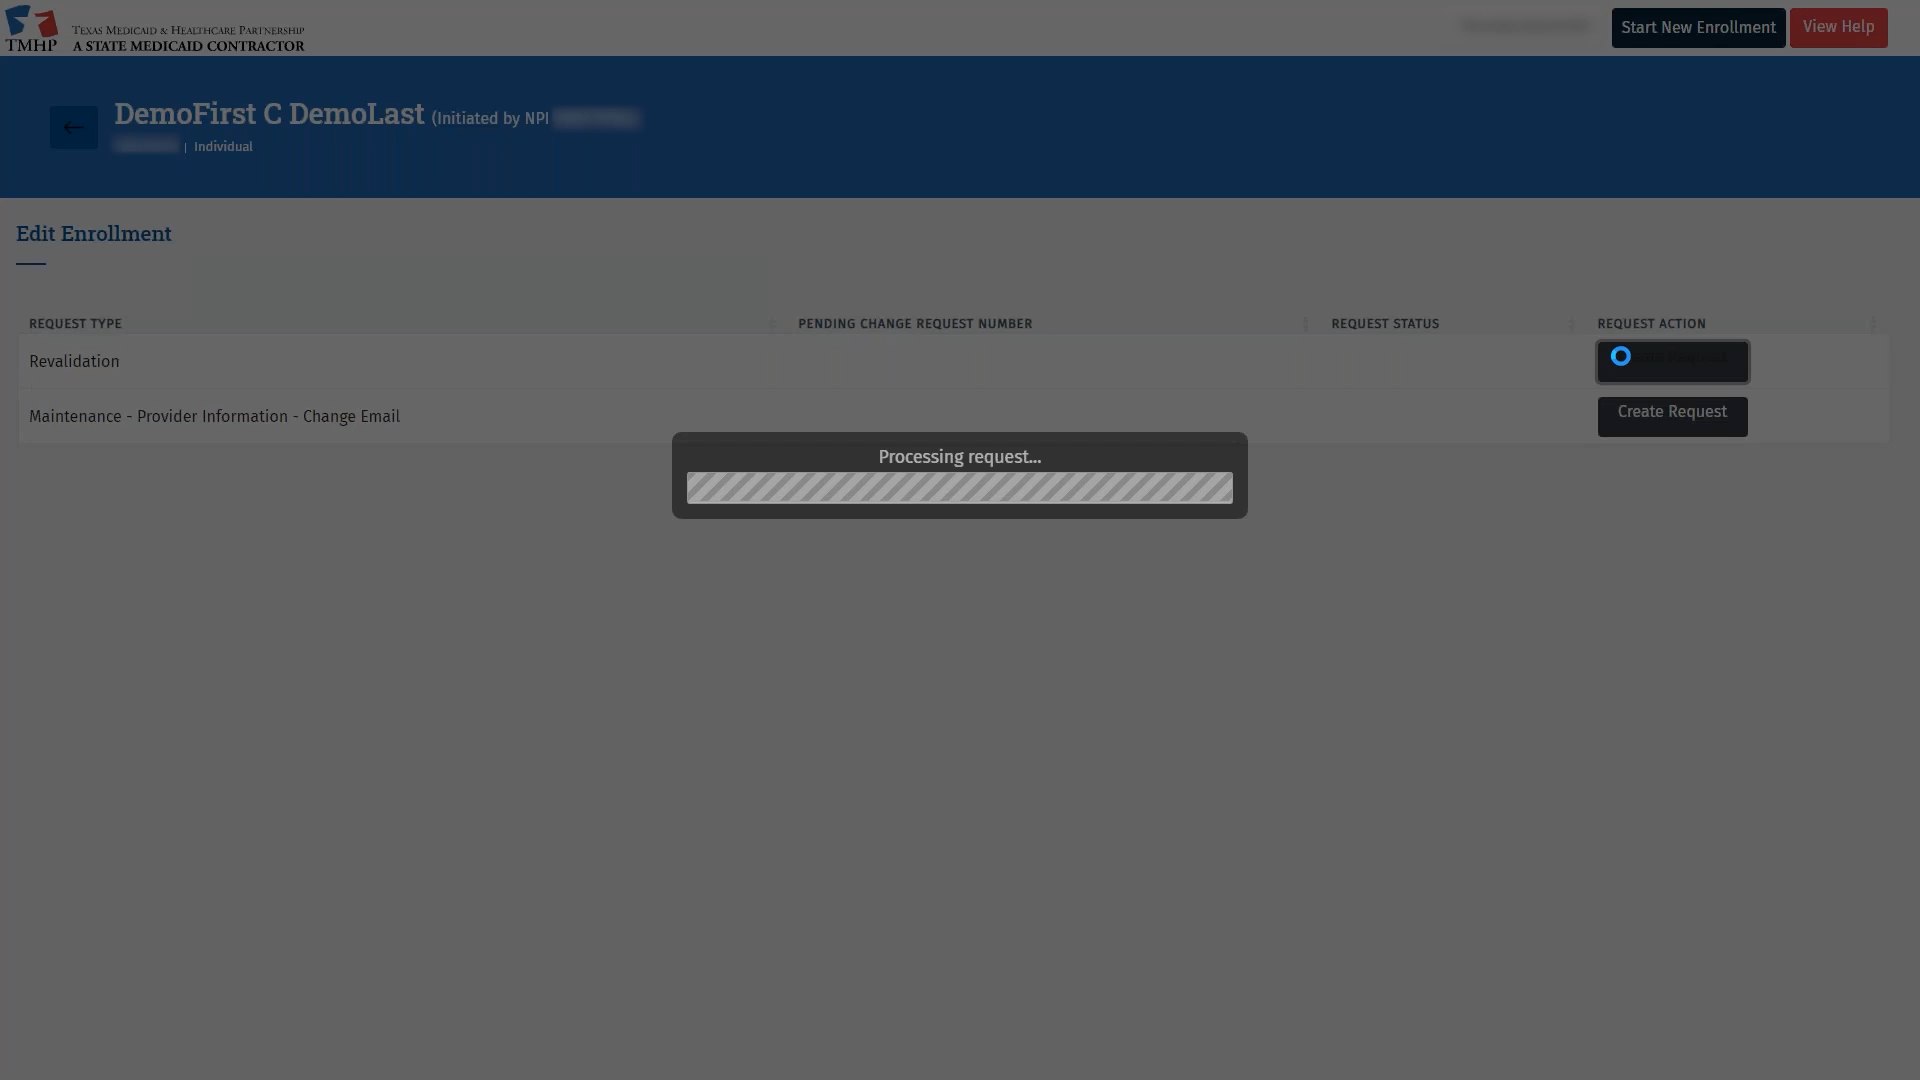 TMHP
TEXAS MEDICAID & HEALTHCARE PARTNERSHIP
A STATE MEDICAID CONTRACTOR
Start New Enrollment
View Help
DemoFirst C DemoLast (Initiated by NPI
| Individual
Edit Enrollment
REQUEST TYPE PENDING CHANGE REQUEST NUMBER REQUEST STATUS REQUEST ACTION
Revalidation
Maintenance - Provider Information - Change Email Create Request
Processing request...